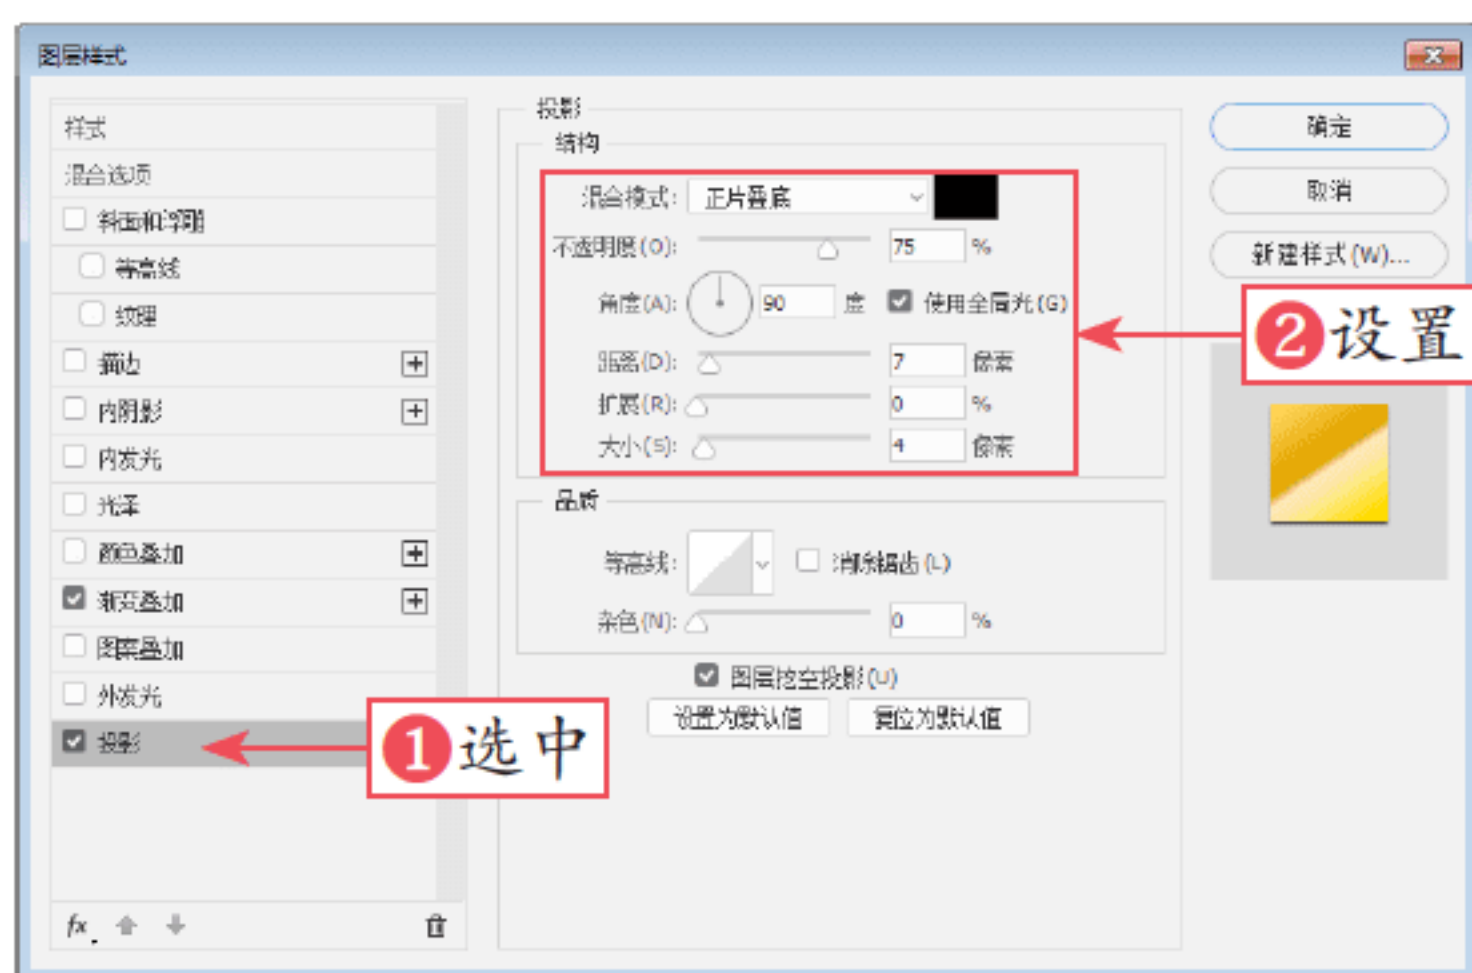 图层样式
样式
混合选项
斜面和浮雕
等高线
纹理
描边
内阴影
内发光
光泽
颜色叠加
渐变叠加
图案叠加
外发光
投影
1选中
fx
投影
结构
混合模式: 正片叠底
不透明度(O): 75 %
角度(A): 90 度 使用全局光(G)
距离(D): 7 像素
扩展(R): 0 %
大小(S): 4 像素
品质
等高线: 消除锯齿(L)
杂色(N): 0 %
图层挖空投影(U)
设置为默认值 复位为默认值
确定
取消
新建样式(W)...
2设置